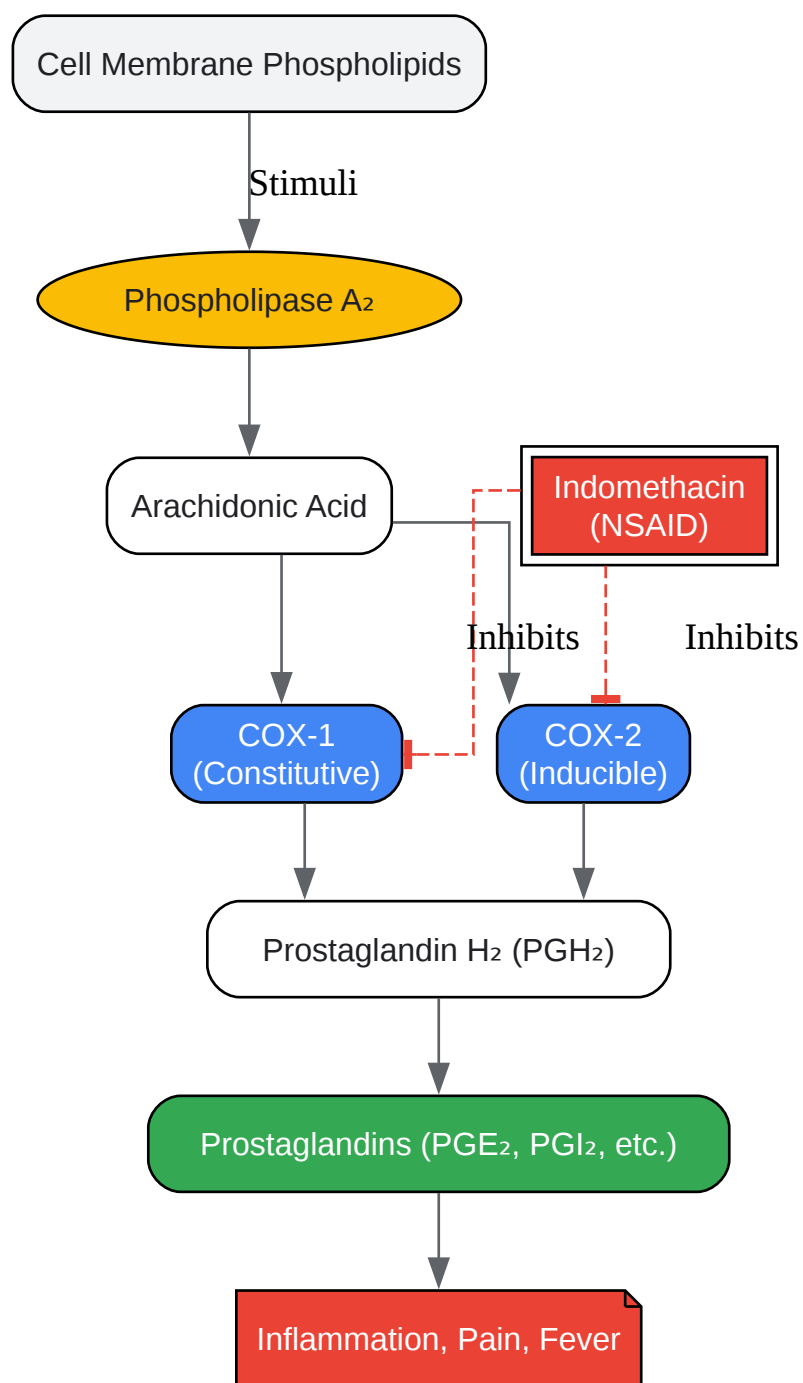 Cell Membrane Phospholipids
Stimuli
Phospholipase A₂
Arachidonic Acid
Indomethacin
(NSAID)
Inhibits
Inhibits
COX-1
(Constitutive)
COX-2
(Inducible)
Prostaglandin H₂ (PGH₂)
Prostaglandins (PGE₂, PGI₂, etc.)
Inflammation, Pain, Fever